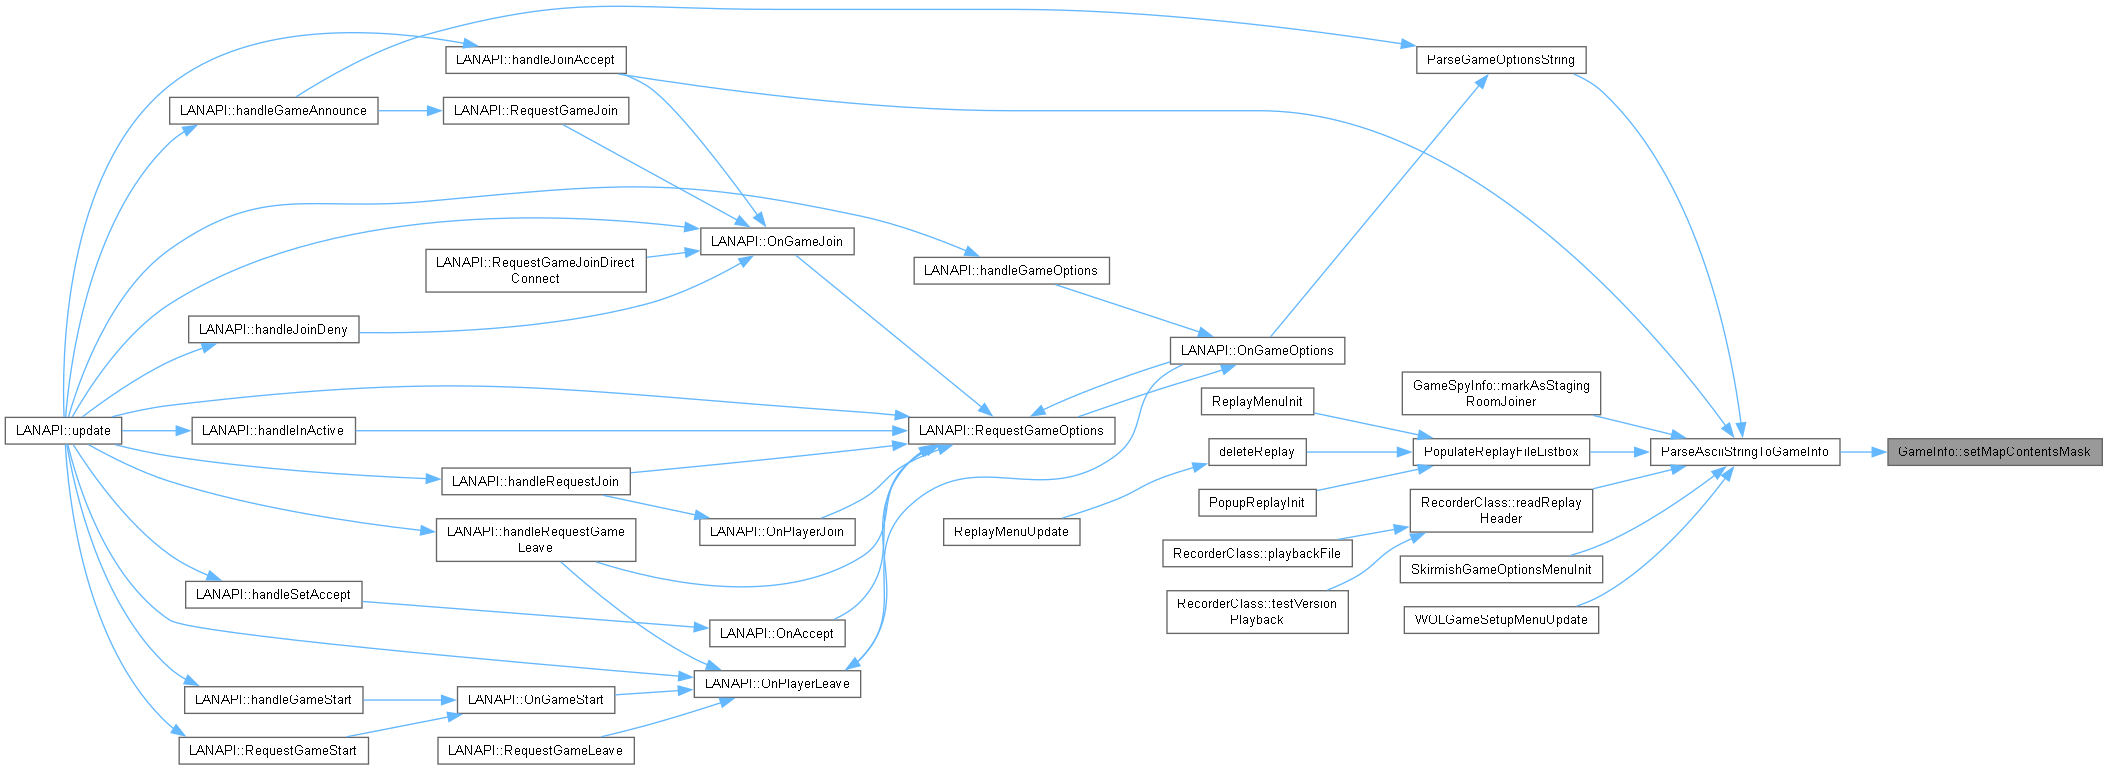 LANAPI::handleJoinAccept
ParseGameOptionsString
LANAPI::handleGameAnnounce
LANAPI::RequestGameJoin
LANAPI::OnGameJoin
LANAPI::RequestGameJoinDirect
Connect
LANAPI::handleGameOptions
LANAPI::handleJoinDeny
LANAPI::OnGameOptions
GameSpyInfo::markAsStaging
RoomJoiner
ReplayMenuInit
LANAPI::update
LANAPI::handleInActive
LANAPI::RequestGameOptions
deleteReplay
PopulateReplayFileListbox
ParseAsciiStringToGameInfo
GameInfo::setMapContentsMask
LANAPI::handleRequestJoin
PopupReplayInit
RecorderClass::readReplay
Header
LANAPI::handleRequestGame
Leave
LANAPI::OnPlayerJoin
ReplayMenuUpdate
RecorderClass::playbackFile
SkirmishGameOptionsMenuInit
LANAPI::handleSetAccept
RecorderClass::testVersion
Playback
WOLGameSetupMenuUpdate
LANAPI::OnAccept
LANAPI::OnPlayerLeave
LANAPI::handleGameStart
LANAPI::OnGameStart
LANAPI::RequestGameStart
LANAPI::RequestGameLeave